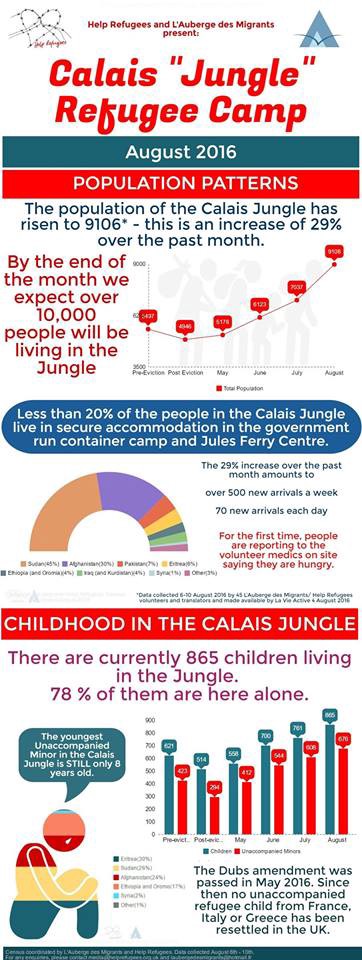 Help Refugees
Help Refugees and L'Auberge des Migrants
present:
Calais "Jungle"
Refugee Camp
August 2016
POPULATION PATTERNS
The population of the Calais Jungle has
risen to 9106* - this is an increase of 29%
over the past month.
By the end of
the month we
expect over
10,000
people will be
living in the
Jungle
9000
3500
5497
4946
5178
6123
7037
9106
Pre-Eviction Post Eviction May June July August
Total Population
Less than 20% of the people in the Calais Jungle
live in secure accommodation in the government
run container camp and Jules Ferry Centre.
The 29% increase over the past
month amounts to
over 500 new arrivals a week
70 new arrivals each day
For the first time, people
are reporting to the
volunteer medics on site
saying they are hungry.
Sudan(45%) Afghanistan(30%) Pakistan(7%) Eritrea(6%)
Ethiopia (and Oromia)(4%) Iraq (and Kurdistan)(4%) Syria(1%) Other(3%)
*Data collected 6-10 August 2016 by 45 L'Auberge des Migrants/ Help Refugees
volunteers and translators and made available by La Vie Active 4 August 2016
CHILDHOOD IN THE CALAIS JUNGLE
There are currently 865 children living
in the Jungle.
78 % of them are here alone.
The youngest
Unaccompanied
Minor in the Calais
Jungle is STILL only 8
years old.
900
800
700
600
500
400
300
200
100
0
621
423
514
294
558
412
700
544
761
608
865
676
Pre-evict... Post-evic... May June July August
Children Unaccompanied Minors
Eritrea(30%)
Sudan(26%)
Afghanistan(24%)
Ethiopia and Oromo(17%)
Syria(2%)
Other(1%)
The Dubs amendment was
passed in May 2016. Since
then no unaccompanied
refugee child from France,
Italy or Greece has been
resettled in the UK.
Census coordinated by L'Auberge des Migrants and Help Refugees. Data collected August 6th - 10th.
For any enquiries, please contact media@helprefugees.org.uk and laubergedesmigrants@hotmail.fr